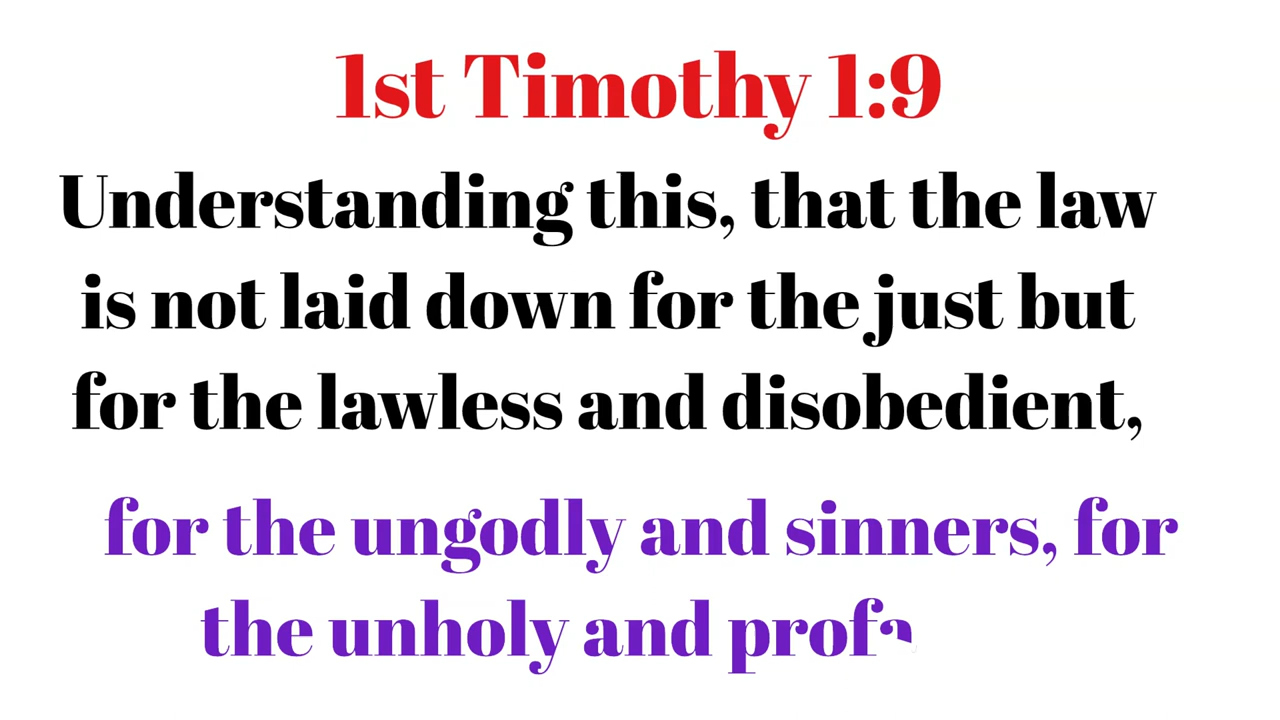 1st Timothy 1:9
Understanding this, that the law
is not laid down for the just but
for the lawless and disobedient,
for the ungodly and sinners, for
the unholy and